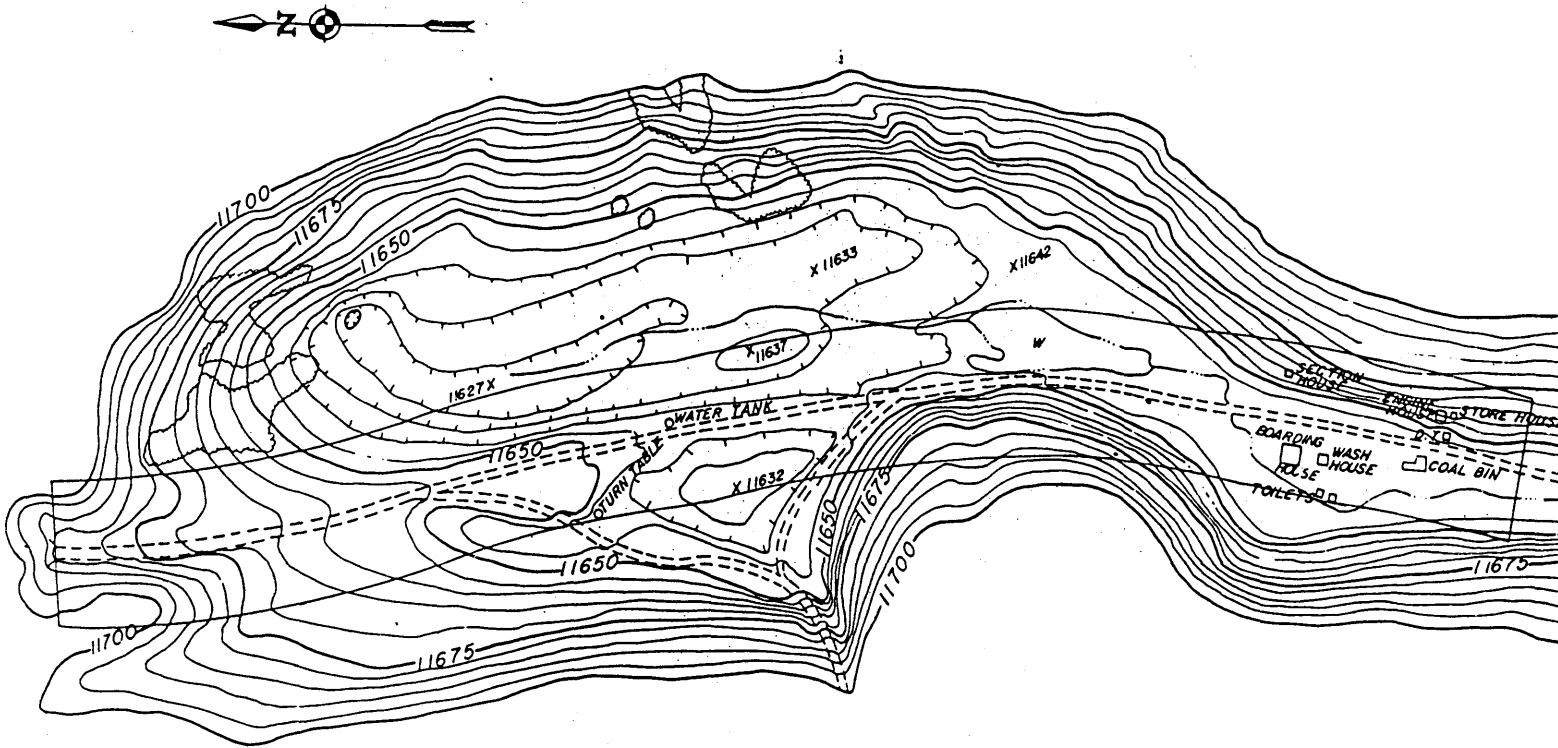 N
11700
11675
11650
X 11633
X 11642
X 11637
11627 X
W
SECTION
HOUSE
ENGINE
HOUSE
STORE HOUS
WATER TANK
11650
BOARDING
HOUSE
WASH
HOUSE
COAL BIN
TURN TABLE
X 11632
TOILETS
11650
11675
11650
11700
11675
11700
11675